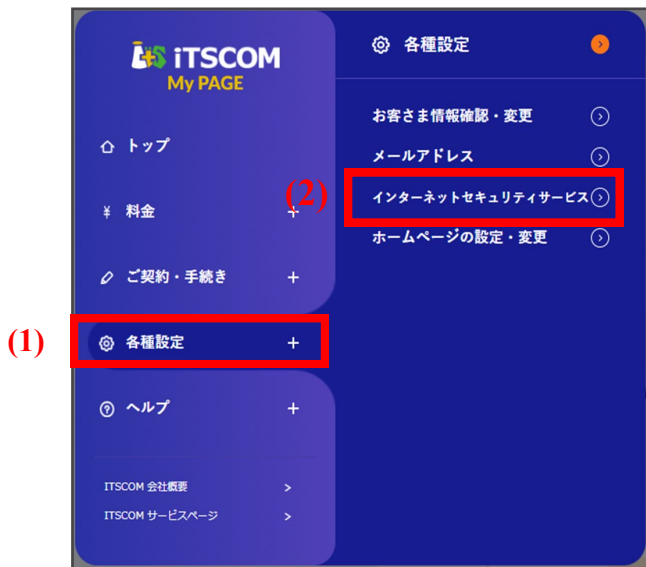 iTSCOM
My PAGE
トップ
¥ 料金 +
ご契約・手続き +
(1)
各種設定 +
ヘルプ +
ITSCOM 会社概要 >
ITSCOM サービスページ >
各種設定
お客さま情報確認・変更
メールアドレス
(2)
インターネットセキュリティサービス
ホームページの設定・変更